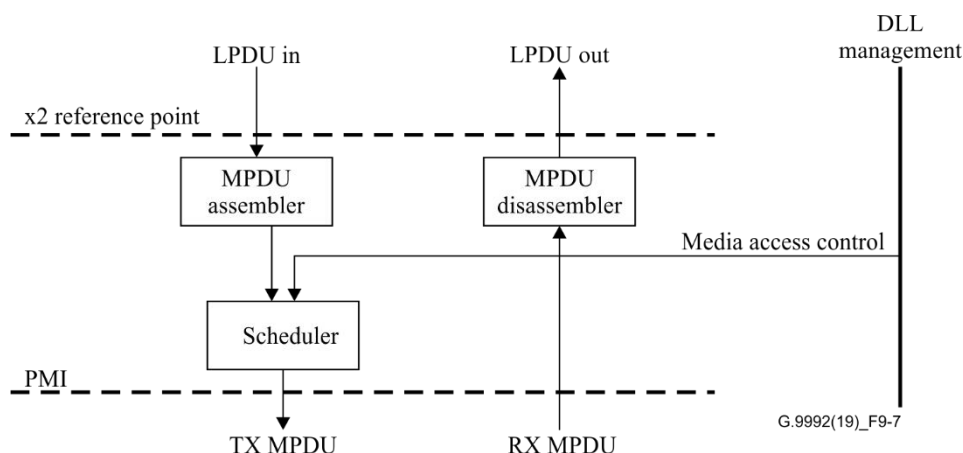 DLL
management
LPDU in
LPDU out
x2 reference point
MPDU
assembler
MPDU
disassembler
Media access control
Scheduler
PMI
TX MPDU
RX MPDU
G.9992(19)_F9-7